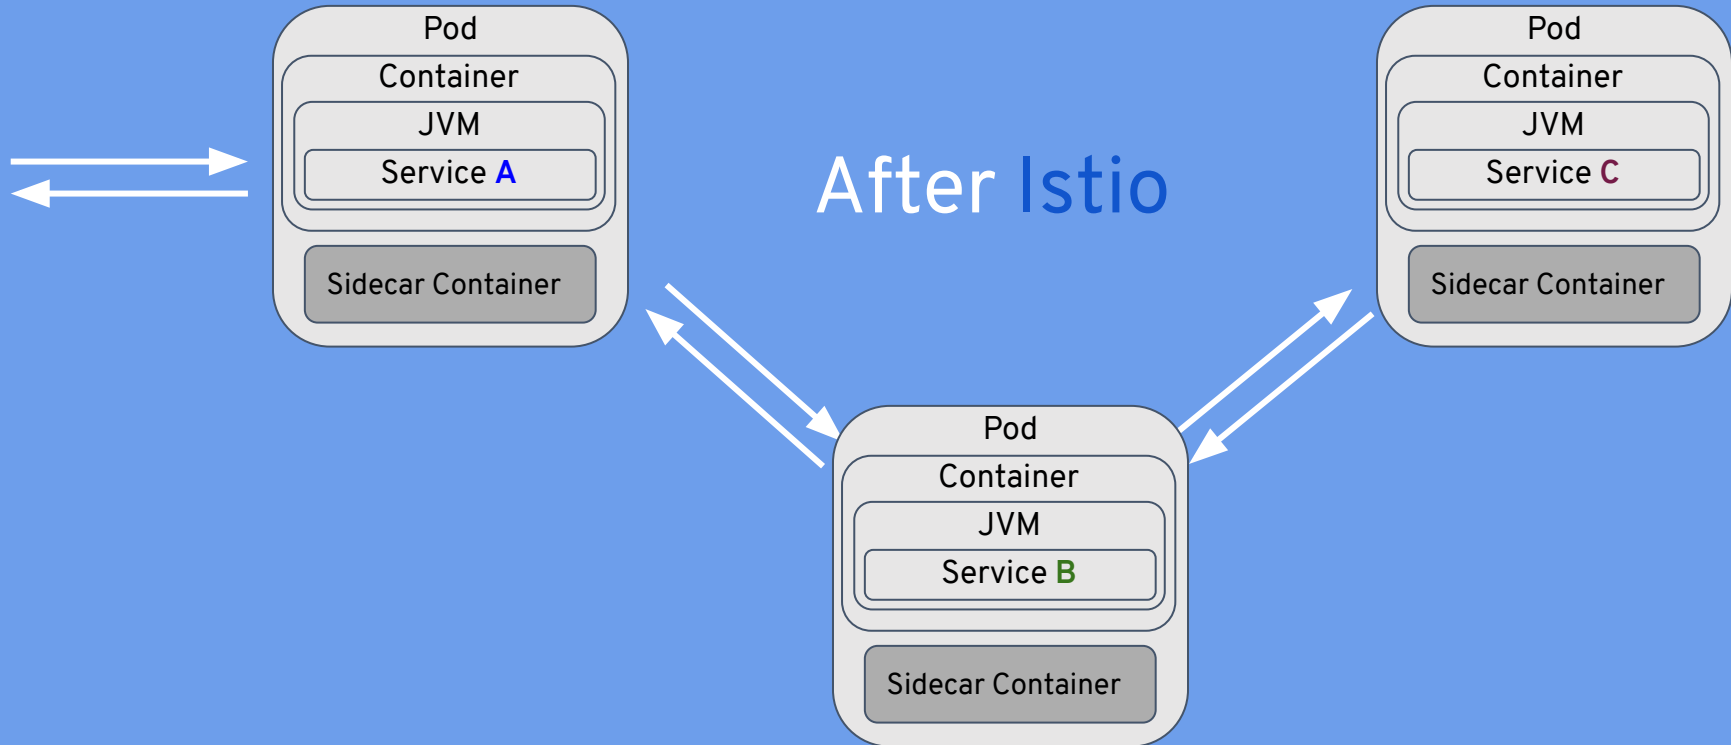 Pod
Container
JVM
Service A
Sidecar Container
After Istio
Pod
Container
JVM
Service C
Sidecar Container
Pod
Container
JVM
Service B
Sidecar Container